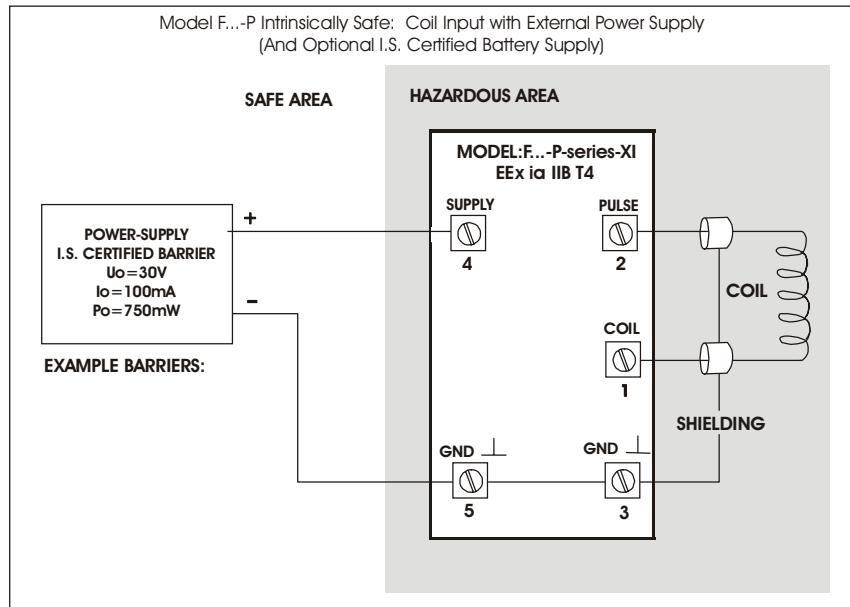 Model F...-P Intrinsically Safe: Coil Input with External Power Supply
(And Optional I.S. Certified Battery Supply)
SAFE AREA
HAZARDOUS AREA
MODEL:F...-P-series-XI
EEx ia IIB T4
SUPPLY
4
PULSE
2
+
POWER-SUPPLY
I.S. CERTIFIED BARRIER
Uo=30V
Io=100mA
Po=750mW
-
EXAMPLE BARRIERS:
COIL
COIL
1
SHIELDING
GND
5
GND
3